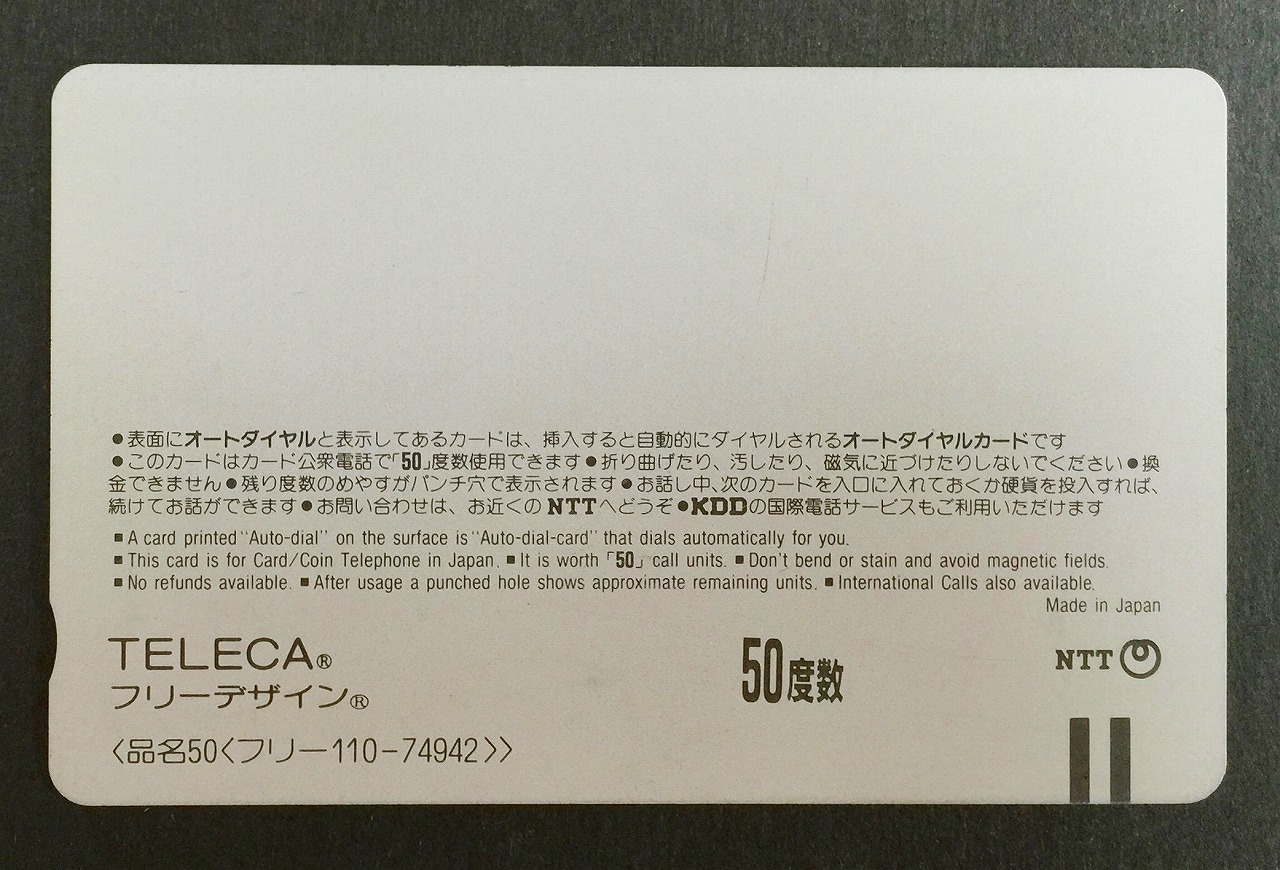 ●表面にオートダイヤルと表示してあるカードは、挿入すると自動的にダイヤルされるオートダイヤルカードです
●このカードはカード公衆電話で「50」度数使用できます●折り曲げたり、汚したり、磁気に近づけたりしないでください●換
金できません●残り度数のめやすがパンチ穴で表示されます●お話し中、次のカードを入口に入れておくか硬貨を投入すれば、
続けてお話ができます●お問い合わせは、お近くの NTTへどうぞ●KDDの国際電話サービスもご利用いただけます
■A card printed "Auto-dial" on the surface is "Auto-dial-card" that dials automatically for you.
■This card is for Card/Coin Telephone in Japan. ■It is worth 「50」 call units. ■Don't bend or stain and avoid magnetic fields.
■No refunds available. ■After usage a punched hole shows approximate remaining units. ■International Calls also available.
Made in Japan
TELECA®
フリーデザイン®
50度数
NTT
〈品名50〈フリー110-74942〉〉